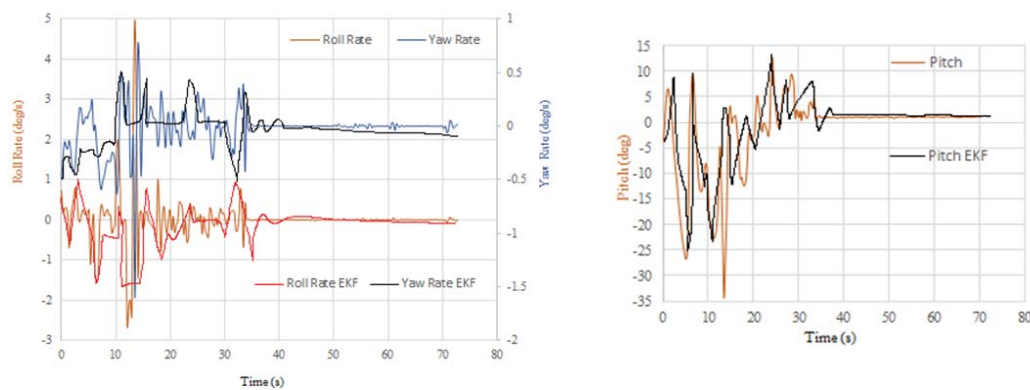 Roll Rate
Yaw Rate
5
4
3
2
1
0
-1
-2
-3
Roll Rate (deg/s)
1
0.5
0
-0.5
-1
-1.5
-2
Yaw Rate (deg/s)
Roll Rate EKF
Yaw Rate EKF
0 10 20 30 40 50 60 70 80
Time (s)
Pitch
Pitch EKF
15
10
5
0
-5
-10
-15
-20
-25
-30
-35
Pitch (deg)
0 10 20 30 40 50 60 70 80
Time (s)